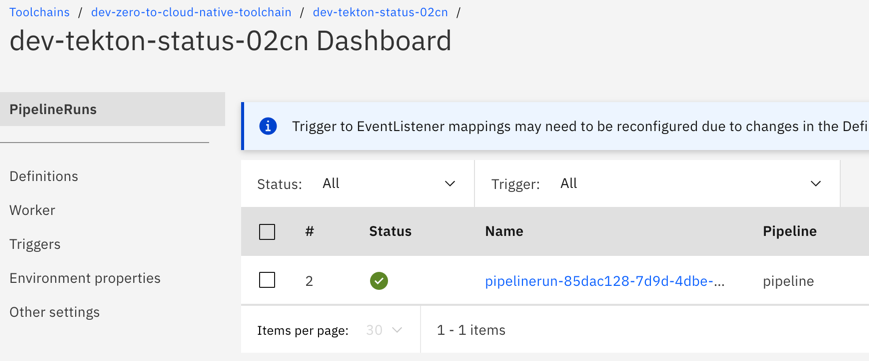 Toolchains / dev-zero-to-cloud-native-toolchain / dev-tekton-status-02cn /
dev-tekton-status-02cn Dashboard
PipelineRuns
Definitions
Worker
Triggers
Environment properties
Other settings
Trigger to EventListener mappings may need to be reconfigured due to changes in the Defi
Status: All Trigger: All
# Status Name Pipeline
2 pipelinerun-85dac128-7d9d-4dbe-... pipeline
Items per page: 30 1 - 1 items